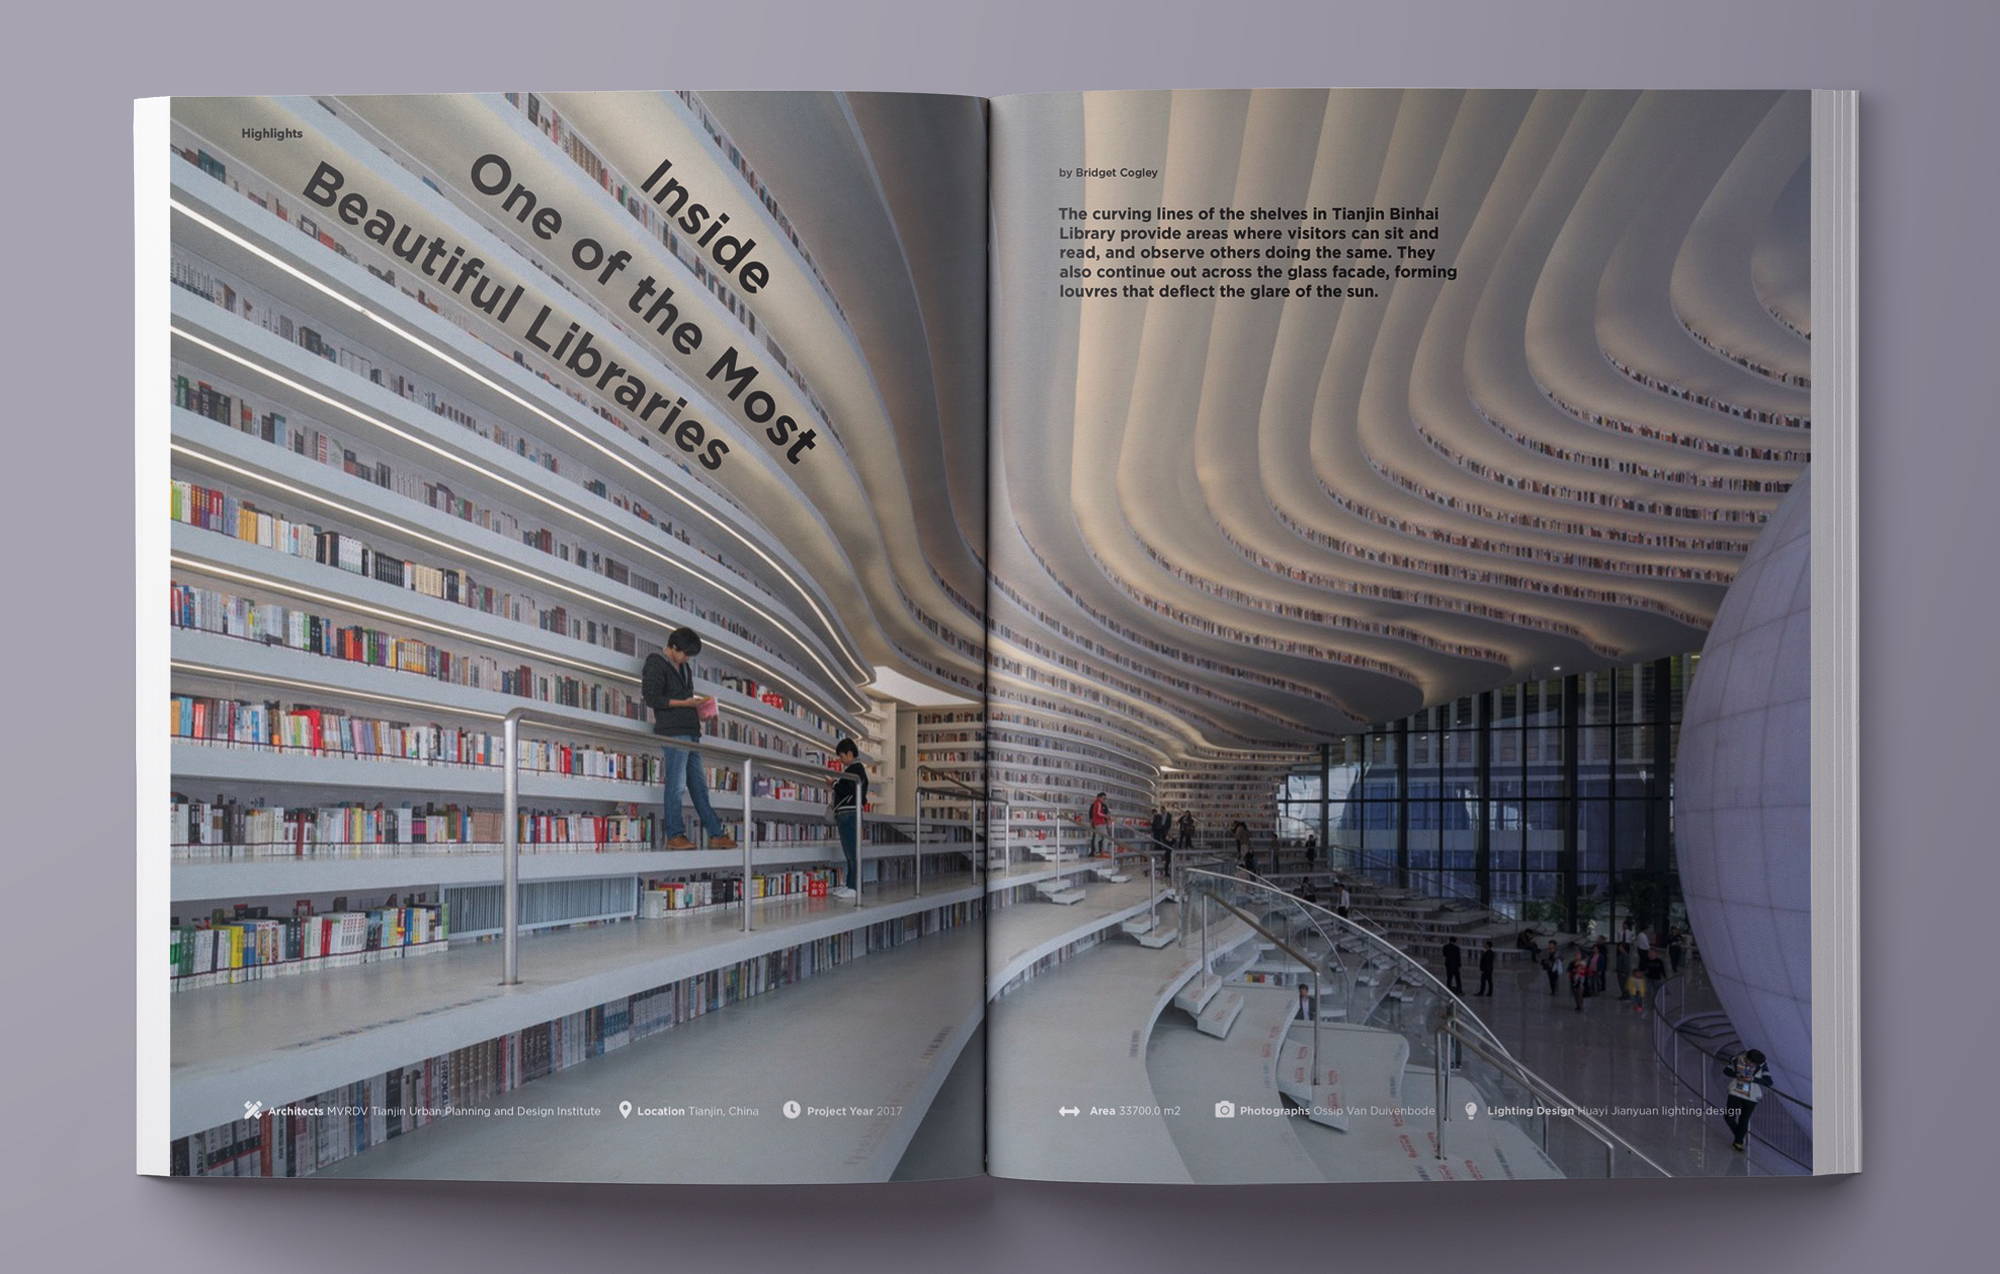 Highlights
Inside
One of the Most
Beautiful Libraries
by Bridget Cogley
The curving lines of the shelves in Tianjin Binhai
Library provide areas where visitors can sit and
read, and observe others doing the same. They
also continue out across the glass facade, forming
louvres that deflect the glare of the sun.
Architects MVRDV Tianjin Urban Planning and Design Institute
Location Tianjin, China
Project Year 2017
Area 33700.0 m2
Photographs Ossip Van Duivenbode
Lighting Design Huayi Jianyuan lighting design